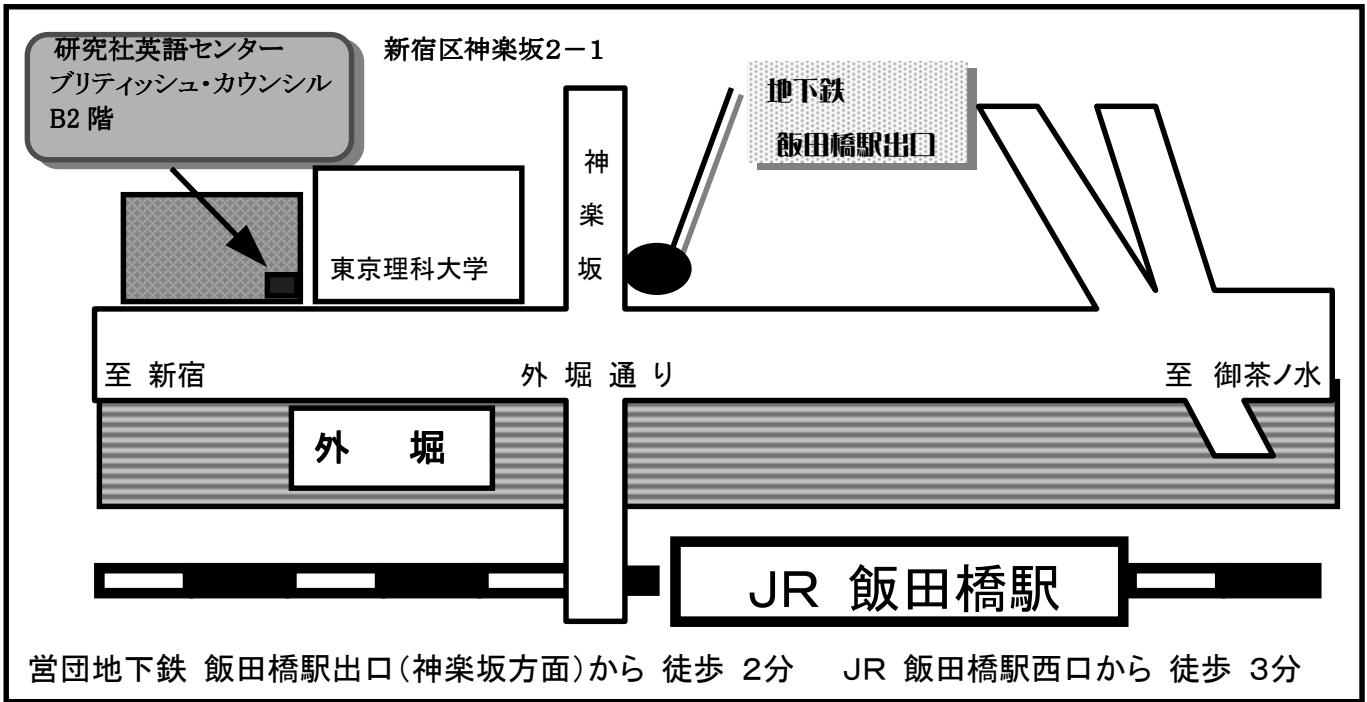 研究社英語センター
ブリティッシュ・カウンシル
B2 階
新宿区神楽坂2－1
地下鉄
飯田橋駅出口
神楽坂
東京理科大学
至 新宿
外 堀 通 り
至 御茶ノ水
外 堀
ＪＲ 飯田橋駅
営団地下鉄 飯田橋駅出口（神楽坂方面）から 徒歩 2分 ＪＲ 飯田橋駅西口から 徒歩 3分